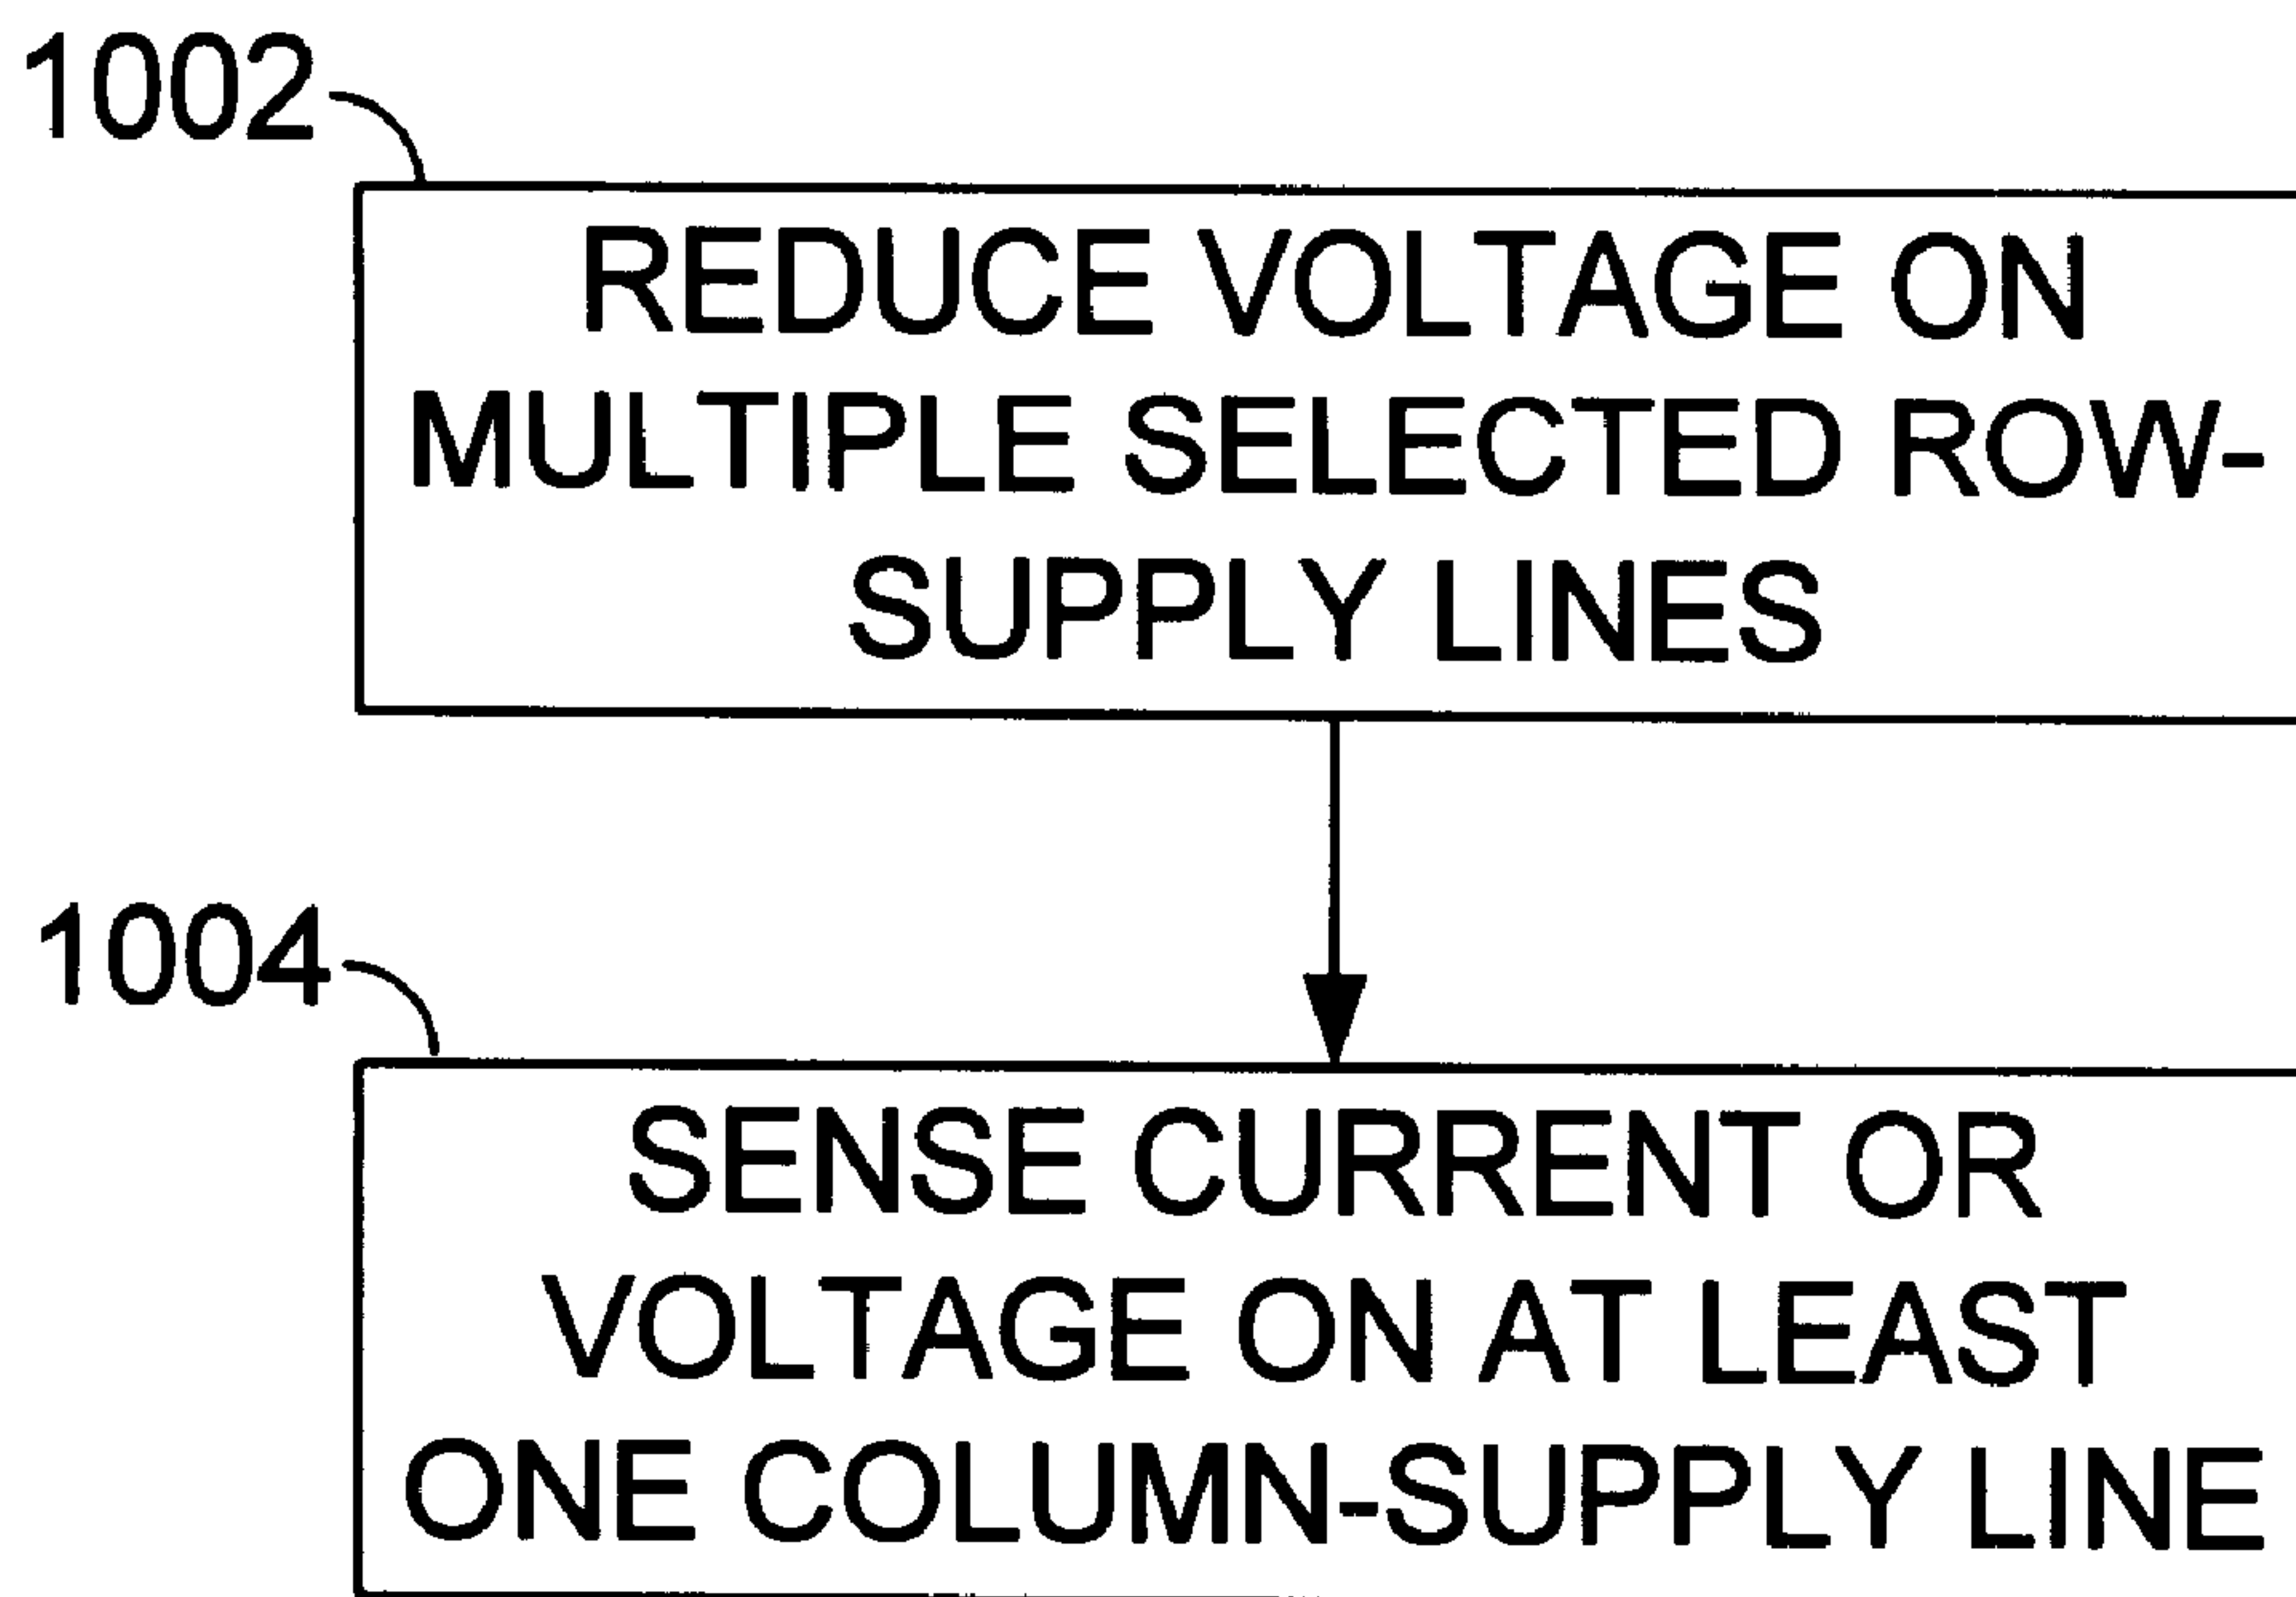 1002
REDUCE VOLTAGE ON
MULTIPLE SELECTED ROW-
SUPPLY LINES
1004
SENSE CURRENT OR
VOLTAGE ON AT LEAST
ONE COLUMN-SUPPLY LINE